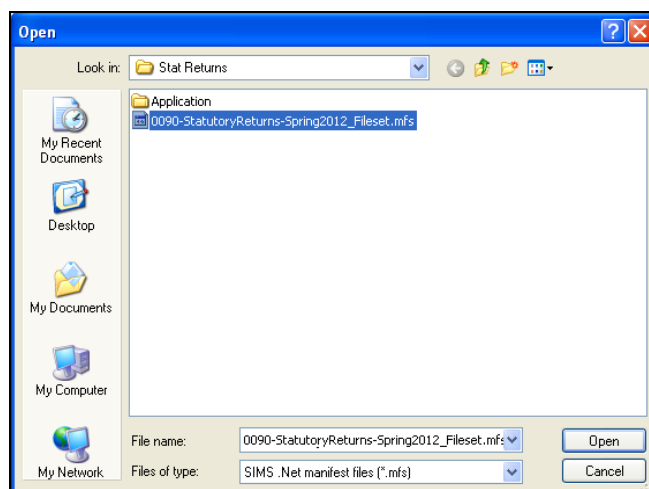 Open
Look in: Stat Returns
Application
0090-StatutoryReturns-Spring2012_Fileset.mfs
My Recent
Documents
Desktop
My Documents
My Computer
My Network
File name: 0090-StatutoryReturns-Spring2012_Fileset.mfs
Open
Files of type: SIMS .Net manifest files (*.mfs)
Cancel